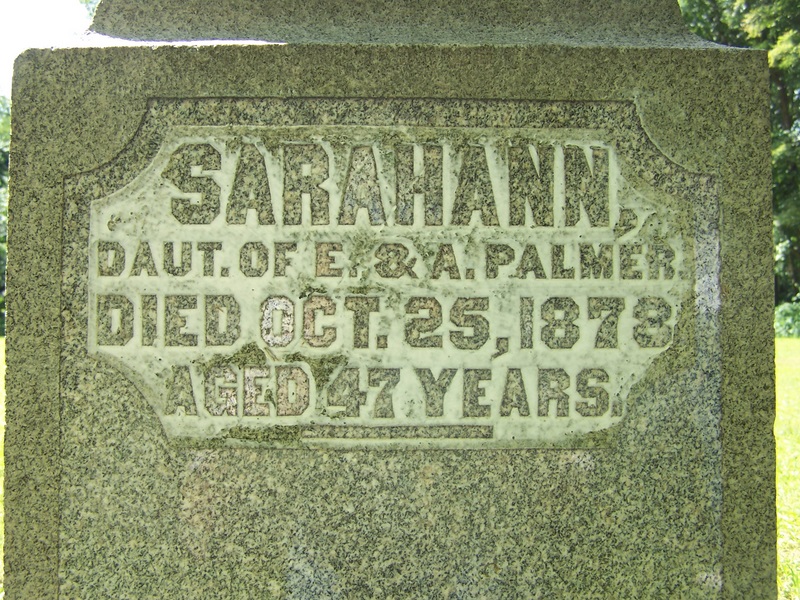 SARAHANN,
DAUT. OF E. & A. PALMER.
DIED OCT. 25, 1878
AGED 47 YEARS.